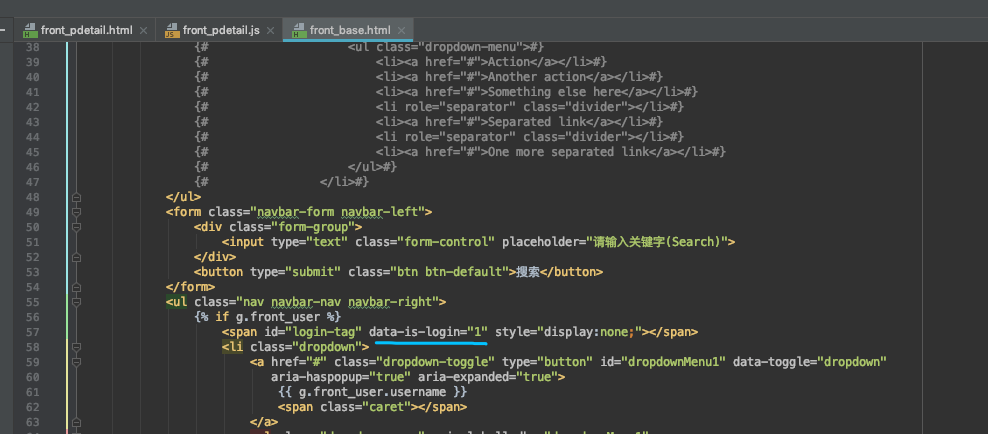 front_pdetail.html front_pdetail.js front_base.html
38 {# <ul class="dropdown-menu">#}
39 {# <li><a href="#">Action</a></li>#}
40 {# <li><a href="#">Another action</a></li>#}
41 {# <li><a href="#">Something else here</a></li>#}
42 {# <li role="separator" class="divider"></li>#}
43 {# <li><a href="#">Separated link</a></li>#}
44 {# <li role="separator" class="divider"></li>#}
45 {# <li><a href="#">One more separated link</a></li>#}
46 {# </ul>#}
47 {# </li>#}
48 </ul>
49 <form class="navbar-form navbar-left">
50 <div class="form-group">
51 <input type="text" class="form-control" placeholder="请输入关键字(Search)">
52 </div>
53 <button type="submit" class="btn btn-default">搜索</button>
54 </form>
55 <ul class="nav navbar-nav navbar-right">
56 {% if g.front_user %}
57 <span id="login-tag" data-is-login="1" style="display:none;"></span>
58 <li class="dropdown">
59 <a href="#" class="dropdown-toggle" type="button" id="dropdownMenu1" data-toggle="dropdown"
60 aria-haspopup="true" aria-expanded="true">
61 {{ g.front_user.username }}
62 <span class="caret"></span>
63 </a>